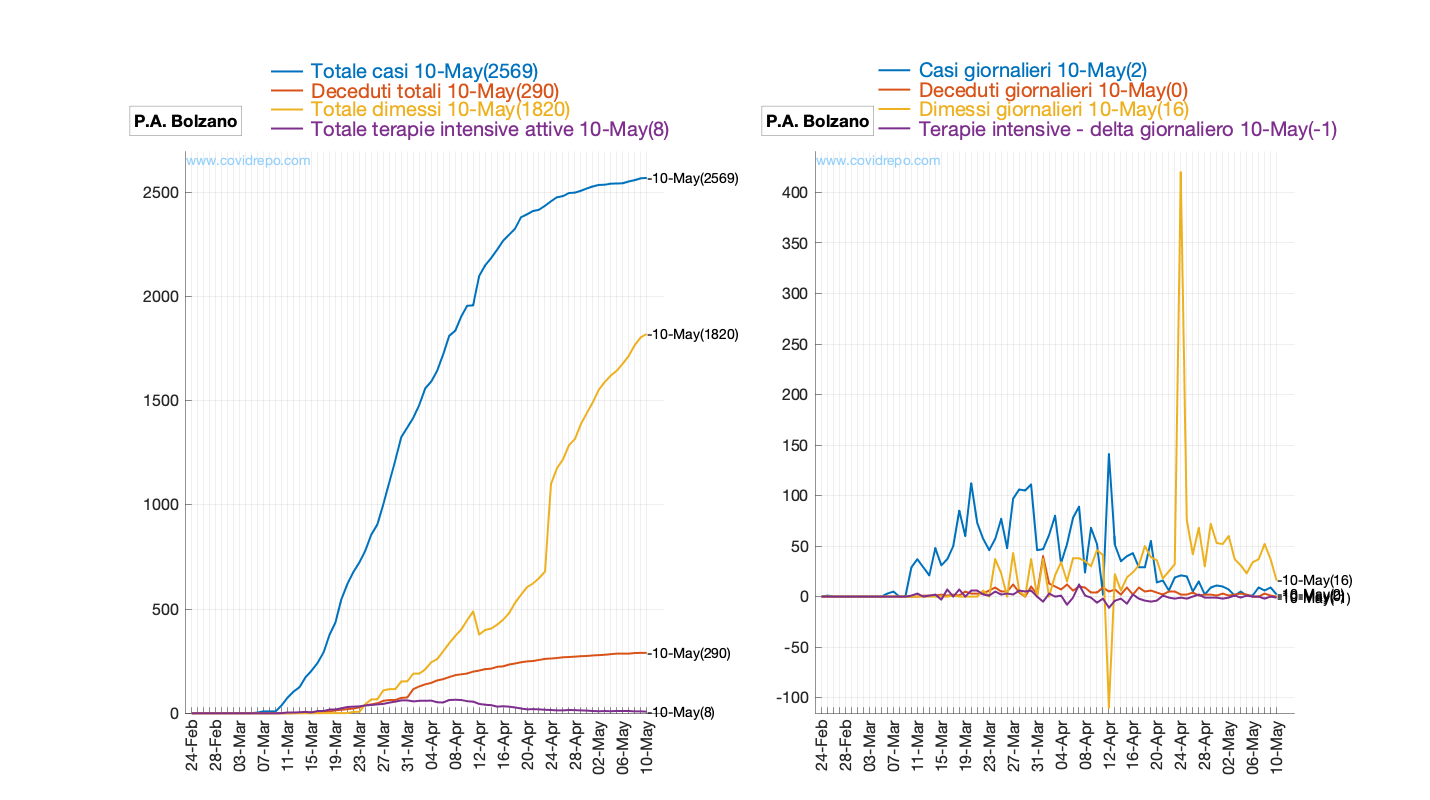 Totale casi 10-May(2569)
Deceduti totali 10-May(290)
Totale dimessi 10-May(1820)
Totale terapie intensive attive 10-May(8)
P.A. Bolzano
www.covidrepo.com
2500
2000
1500
1000
500
0
-10-May(2569)
-10-May(1820)
-10-May(290)
-10-May(8)
24-Feb
28-Feb
03-Mar
07-Mar
11-Mar
15-Mar
19-Mar
23-Mar
27-Mar
31-Mar
04-Apr
08-Apr
12-Apr
16-Apr
20-Apr
24-Apr
28-Apr
02-May
06-May
10-May
Casi giornalieri 10-May(2)
Deceduti giornalieri 10-May(0)
Dimessi giornalieri 10-May(16)
Terapie intensive - delta giornaliero 10-May(-1)
P.A. Bolzano
www.covidrepo.com
400
350
300
250
200
150
100
50
0
-50
-100
-10-May(16)
24-Feb
28-Feb
03-Mar
07-Mar
11-Mar
15-Mar
19-Mar
23-Mar
27-Mar
31-Mar
04-Apr
08-Apr
12-Apr
16-Apr
20-Apr
24-Apr
28-Apr
02-May
06-May
10-May